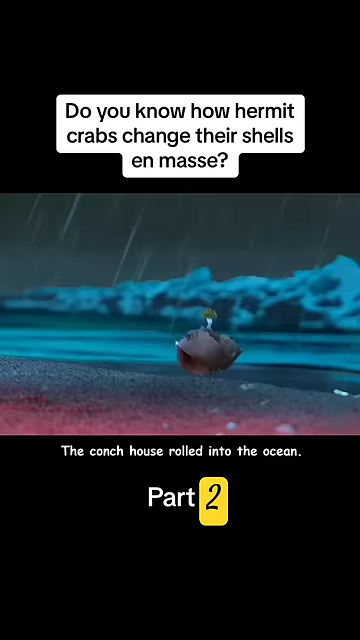 Do you know how hermit
crabs change their shells
en masse?
The conch house rolled into the ocean.
Part 2